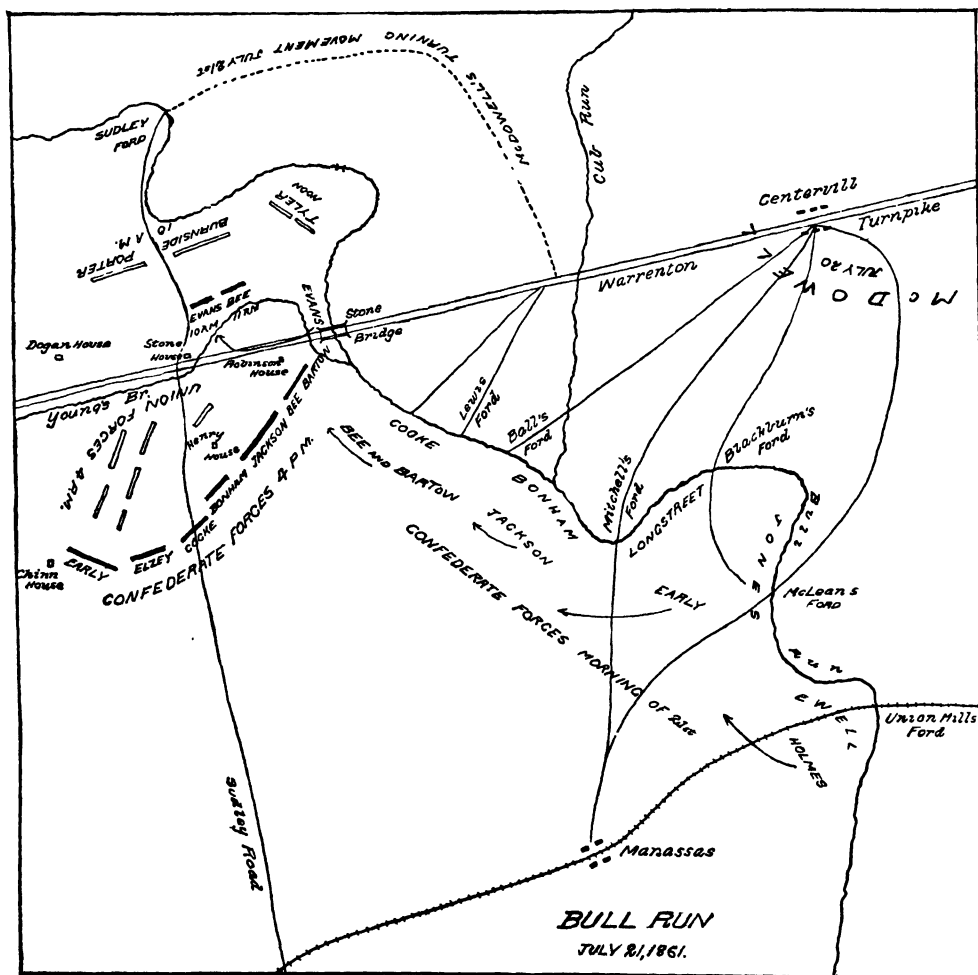 McDOWELL'S TURNING MOVEMENT JULY 21st
SUDLEY
FORD
Cub Run
TYLER
NOON
Centervill
Turnpike
BURNSIDE
PORTER
10 A.M.
Warrenton
McDOWELL
JULY 20
EVANS BEE
10 AM
EVANS
Stone
Bridge
Dogan House
Stone
House
Robinson
House
Young's Br.
UNION
FORCES 4 P.M.
Henry
House
Lewis
Ford
Ball's
Ford
Mitchell's
Ford
Blackburn's
Ford
COOKE
BONHAM
LONGSTREET
JONES
Bull
Run
BEE AND BARTOW
JACKSON
EARLY
McLean's
FORD
EARLY ELZEY COCKE BONHAM JACKSON BEE BARTOW
CONFEDERATE FORCES 4 P.M.
Chinn
House
CONFEDERATE FORCES MORNING OF 21st
EWELL
Union Mills
Ford
HOLMES
Sudley Road
Manassas
BULL RUN
JULY 21, 1861.